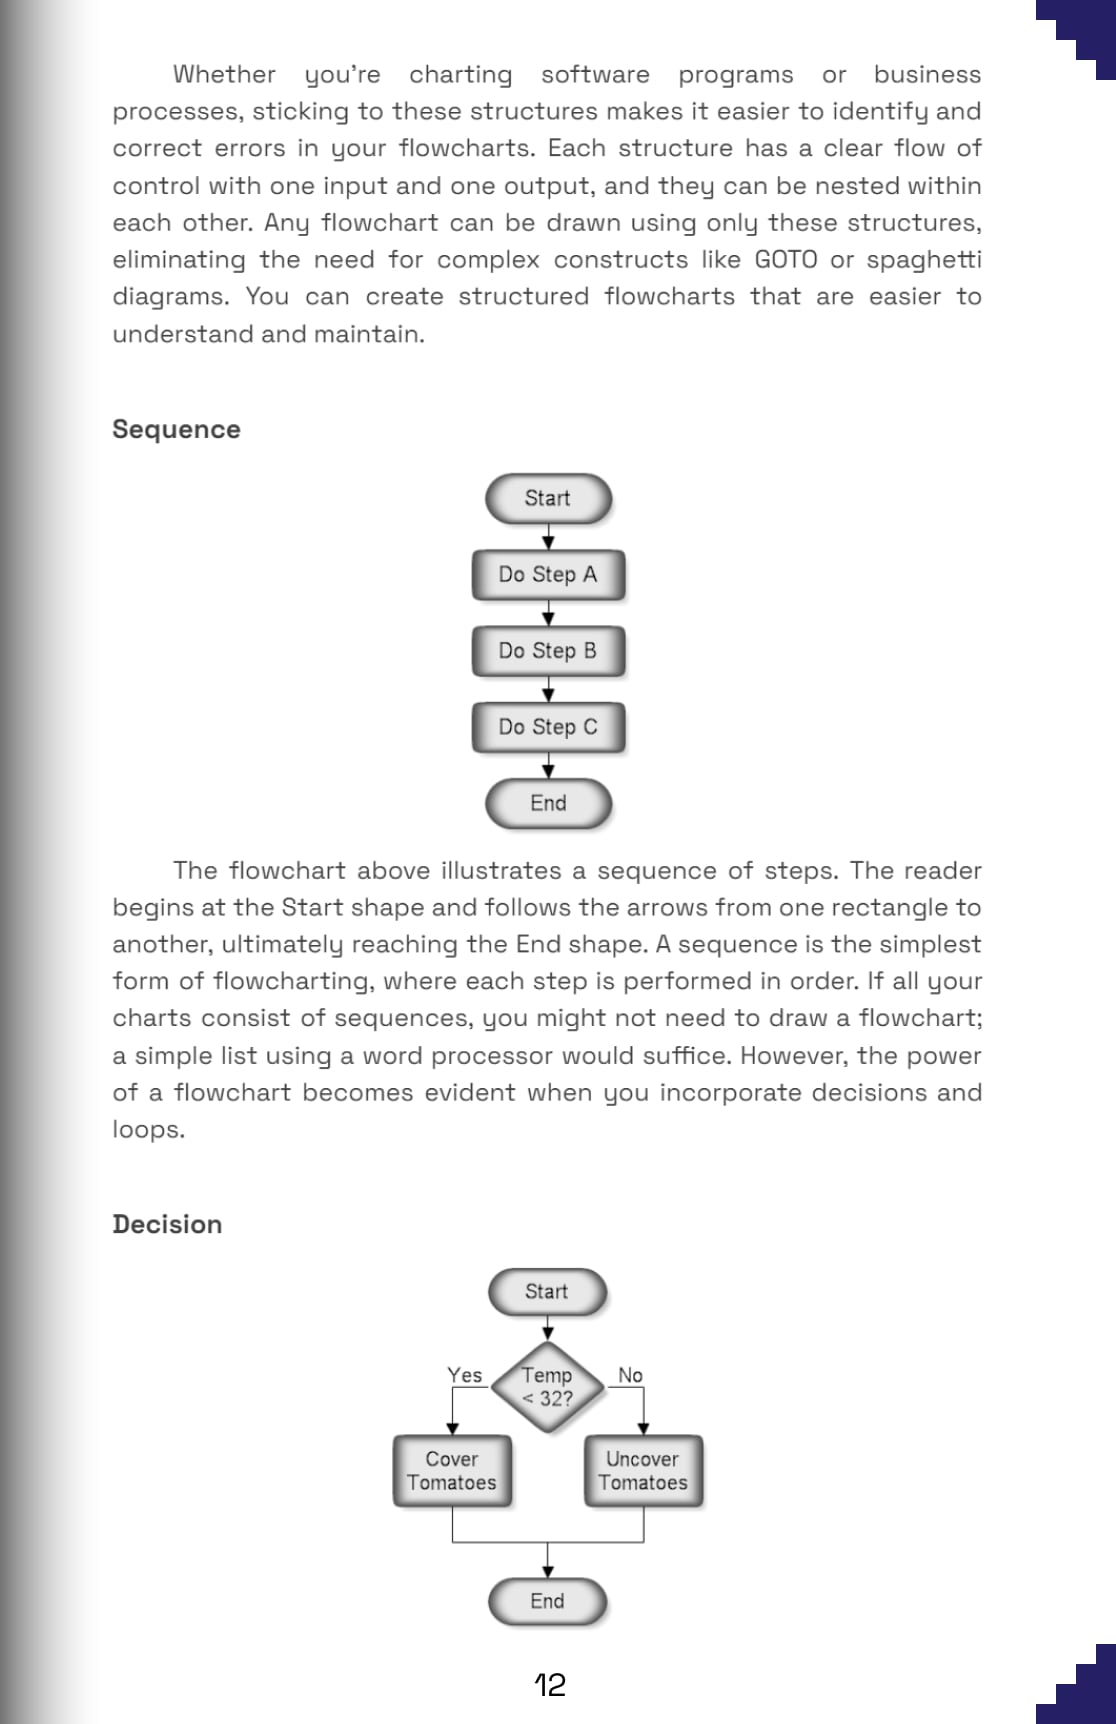 Whether you're charting software programs or business
processes, sticking to these structures makes it easier to identify and
correct errors in your flowcharts. Each structure has a clear flow of
control with one input and one output, and they can be nested within
each other. Any flowchart can be drawn using only these structures,
eliminating the need for complex constructs like GOTO or spaghetti
diagrams. You can create structured flowcharts that are easier to
understand and maintain.
Sequence
Start
Do Step A
Do Step B
Do Step C
End
The flowchart above illustrates a sequence of steps. The reader
begins at the Start shape and follows the arrows from one rectangle to
another, ultimately reaching the End shape. A sequence is the simplest
form of flowcharting, where each step is performed in order. If all your
charts consist of sequences, you might not need to draw a flowchart;
a simple list using a word processor would suffice. However, the power
of a flowchart becomes evident when you incorporate decisions and
loops.
Decision
Start
Yes
Temp
< 32?
No
Cover
Tomatoes
Uncover
Tomatoes
End
12